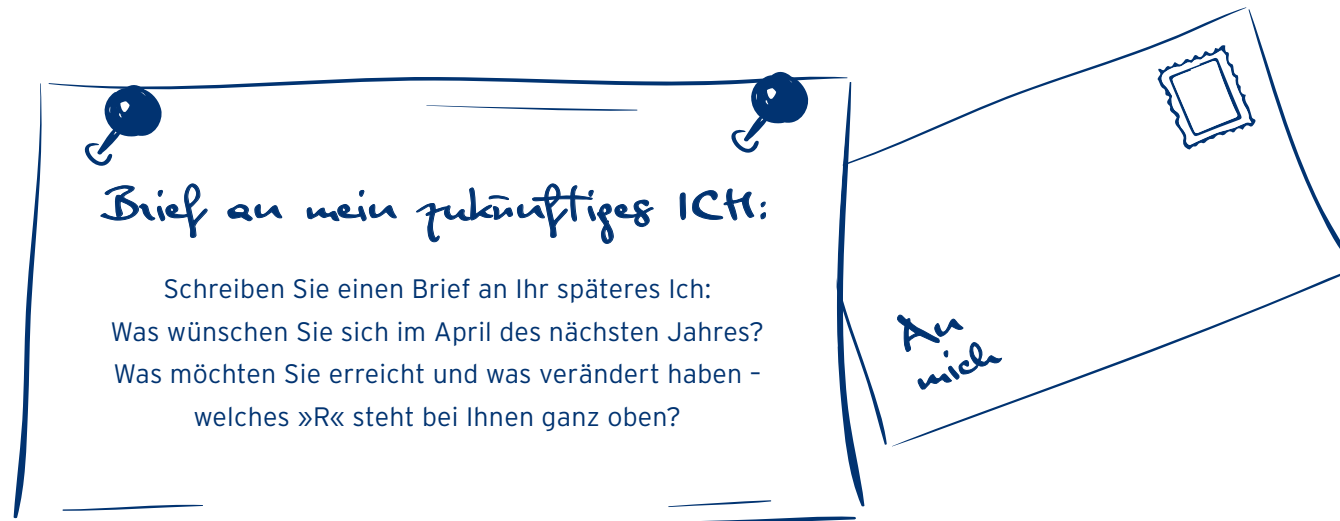 Brief an mein zukünftiges ICH:
Schreiben Sie einen Brief an Ihr späteres Ich:
Was wünschen Sie sich im April des nächsten Jahres?
Was möchten Sie erreicht und was verändert haben –
welches »R« steht bei Ihnen ganz oben?
An
mich